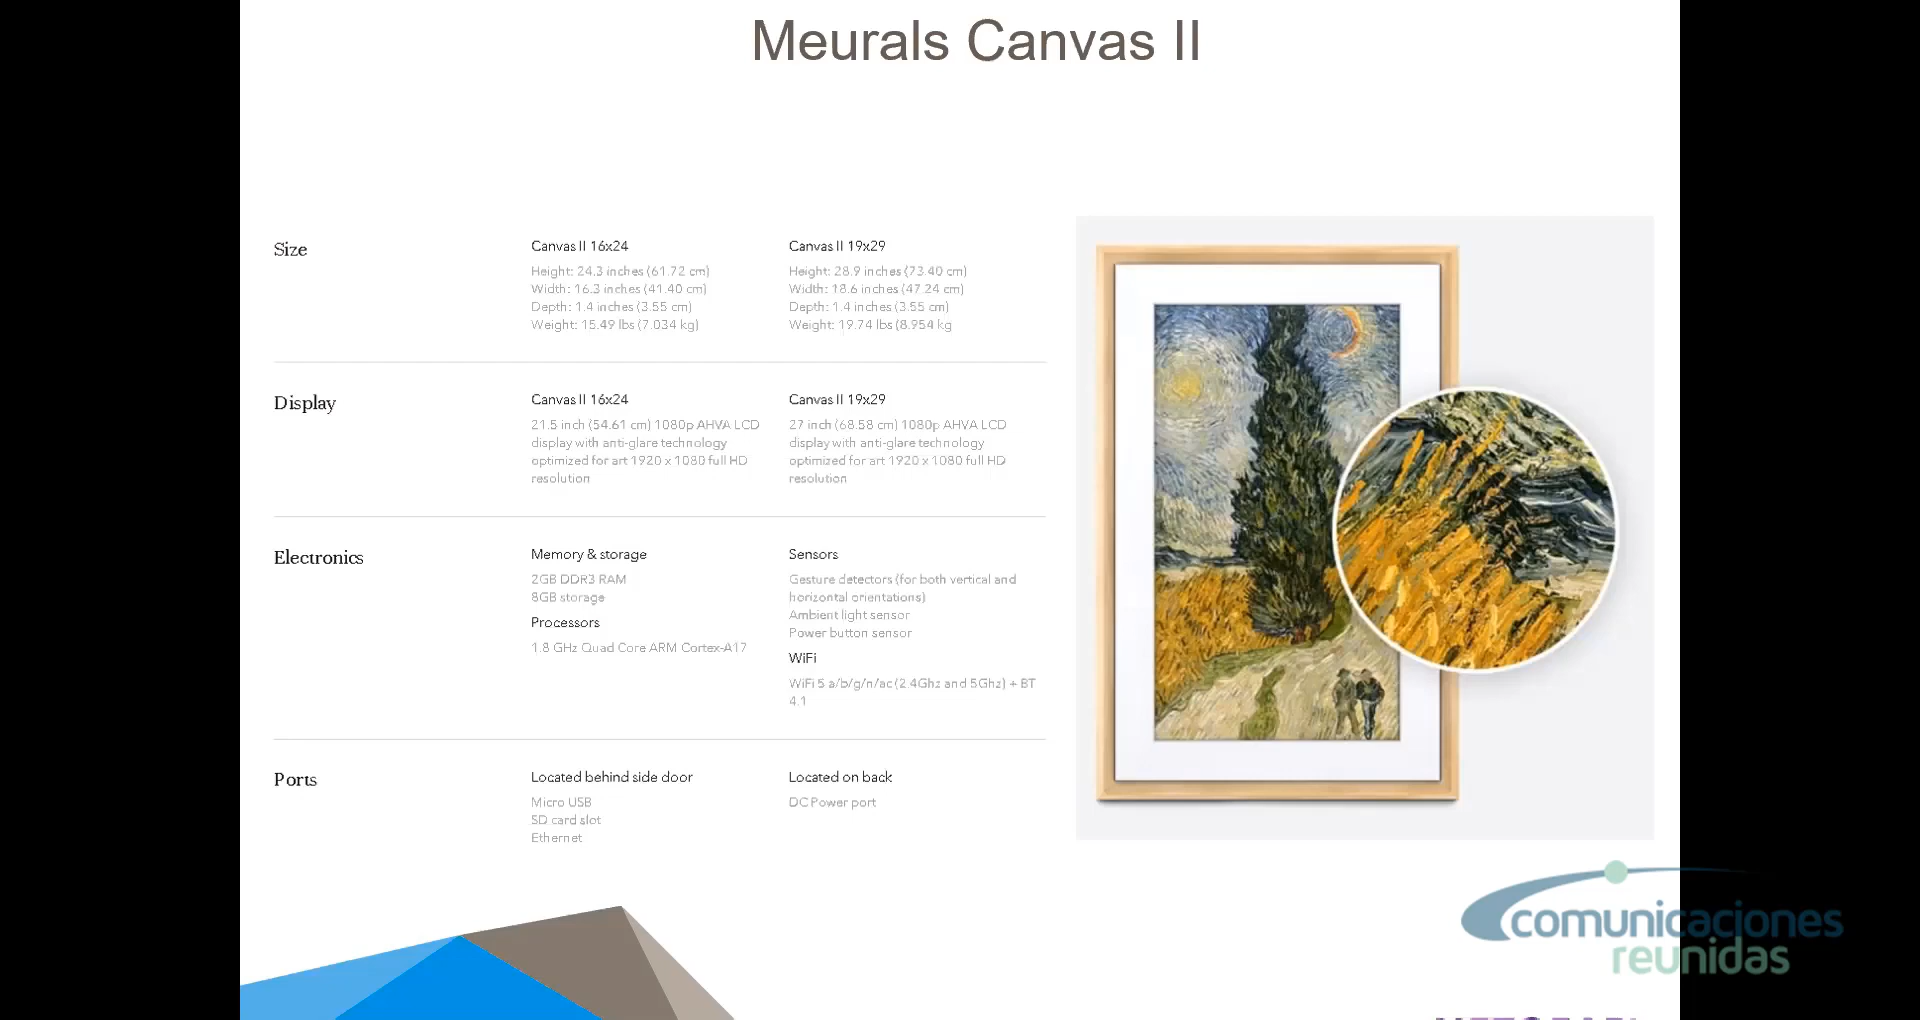 Meurals Canvas II
Size
Canvas II 16x24
Height: 24.3 inches (61.72 cm)
Width: 16.3 inches (41.40 cm)
Depth: 1.4 inches (3.55 cm)
Weight: 15.49 lbs (7.034 kg)
Canvas II 19x29
Height: 28.9 inches (73.40 cm)
Width: 18.6 inches (47.24 cm)
Depth: 1.4 inches (3.55 cm)
Weight: 19.74 lbs (8.954 kg
Display
Canvas II 16x24
21.5 inch (54.61 cm) 1080p AHVA LCD
display with anti-glare technology
optimized for art 1920 x 1080 full HD
resolution
Canvas II 19x29
27 inch (68.58 cm) 1080p AHVA LCD
display with anti-glare technology
optimized for art 1920 x 1080 full HD
resolution
Electronics
Memory & storage
2GB DDR3 RAM
8GB storage
Processors
1.8 GHz Quad Core ARM Cortex-A17
Sensors
Gesture detectors (for both vertical and
horizontal orientations)
Ambient light sensor
Power button sensor
WiFi
WiFi 5 a/b/g/n/ac (2.4Ghz and 5Ghz) + BT
4.1
Ports
Located behind side door
Micro USB
SD card slot
Ethernet
Located on back
DC Power port
comunicaciones
reunidas